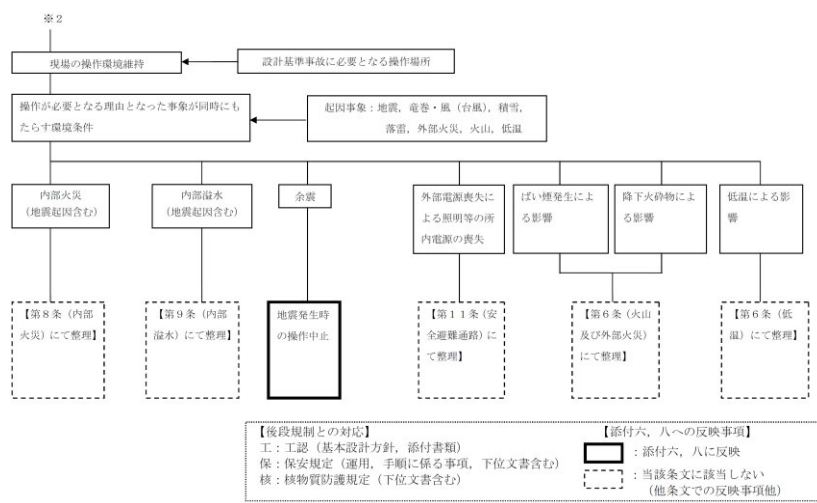 ※2
現場の操作環境維持
設計基準事故に必要となる操作場所
操作が必要となる理由となった事象が同時にも
たらす環境条件
起因事象：地震，竜巻・風（台風），積雪，
落雷，外部火災，火山，低温
内部火災
（地震起因含む）
内部溢水
（地震起因含む）
余震
外部電源喪失
による照明等の所
内電源の喪失
ばい煙発生によ
る影響
降下火砕物によ
る影響
低温による影
響
【第８条（内部
火災）にて整理】
【第９条（内部
溢水）にて整理】
地震発生時
の操作中止
【第１１条（安
全避難通路）に
て整理】
【第６条（火山
及び外部火災）
にて整理】
【第６条（低
温）にて整理】
【後段規制との対応】
工：工認（基本設計方針，添付書類）
保：保安規定（運用，手順に係る事項，下位文書含む）
核：核物質防護規定（下位文書含む）
【添付六，八への反映事項】
：添付六，八に反映
：当該条文に該当しない
（他条文での反映事項他）